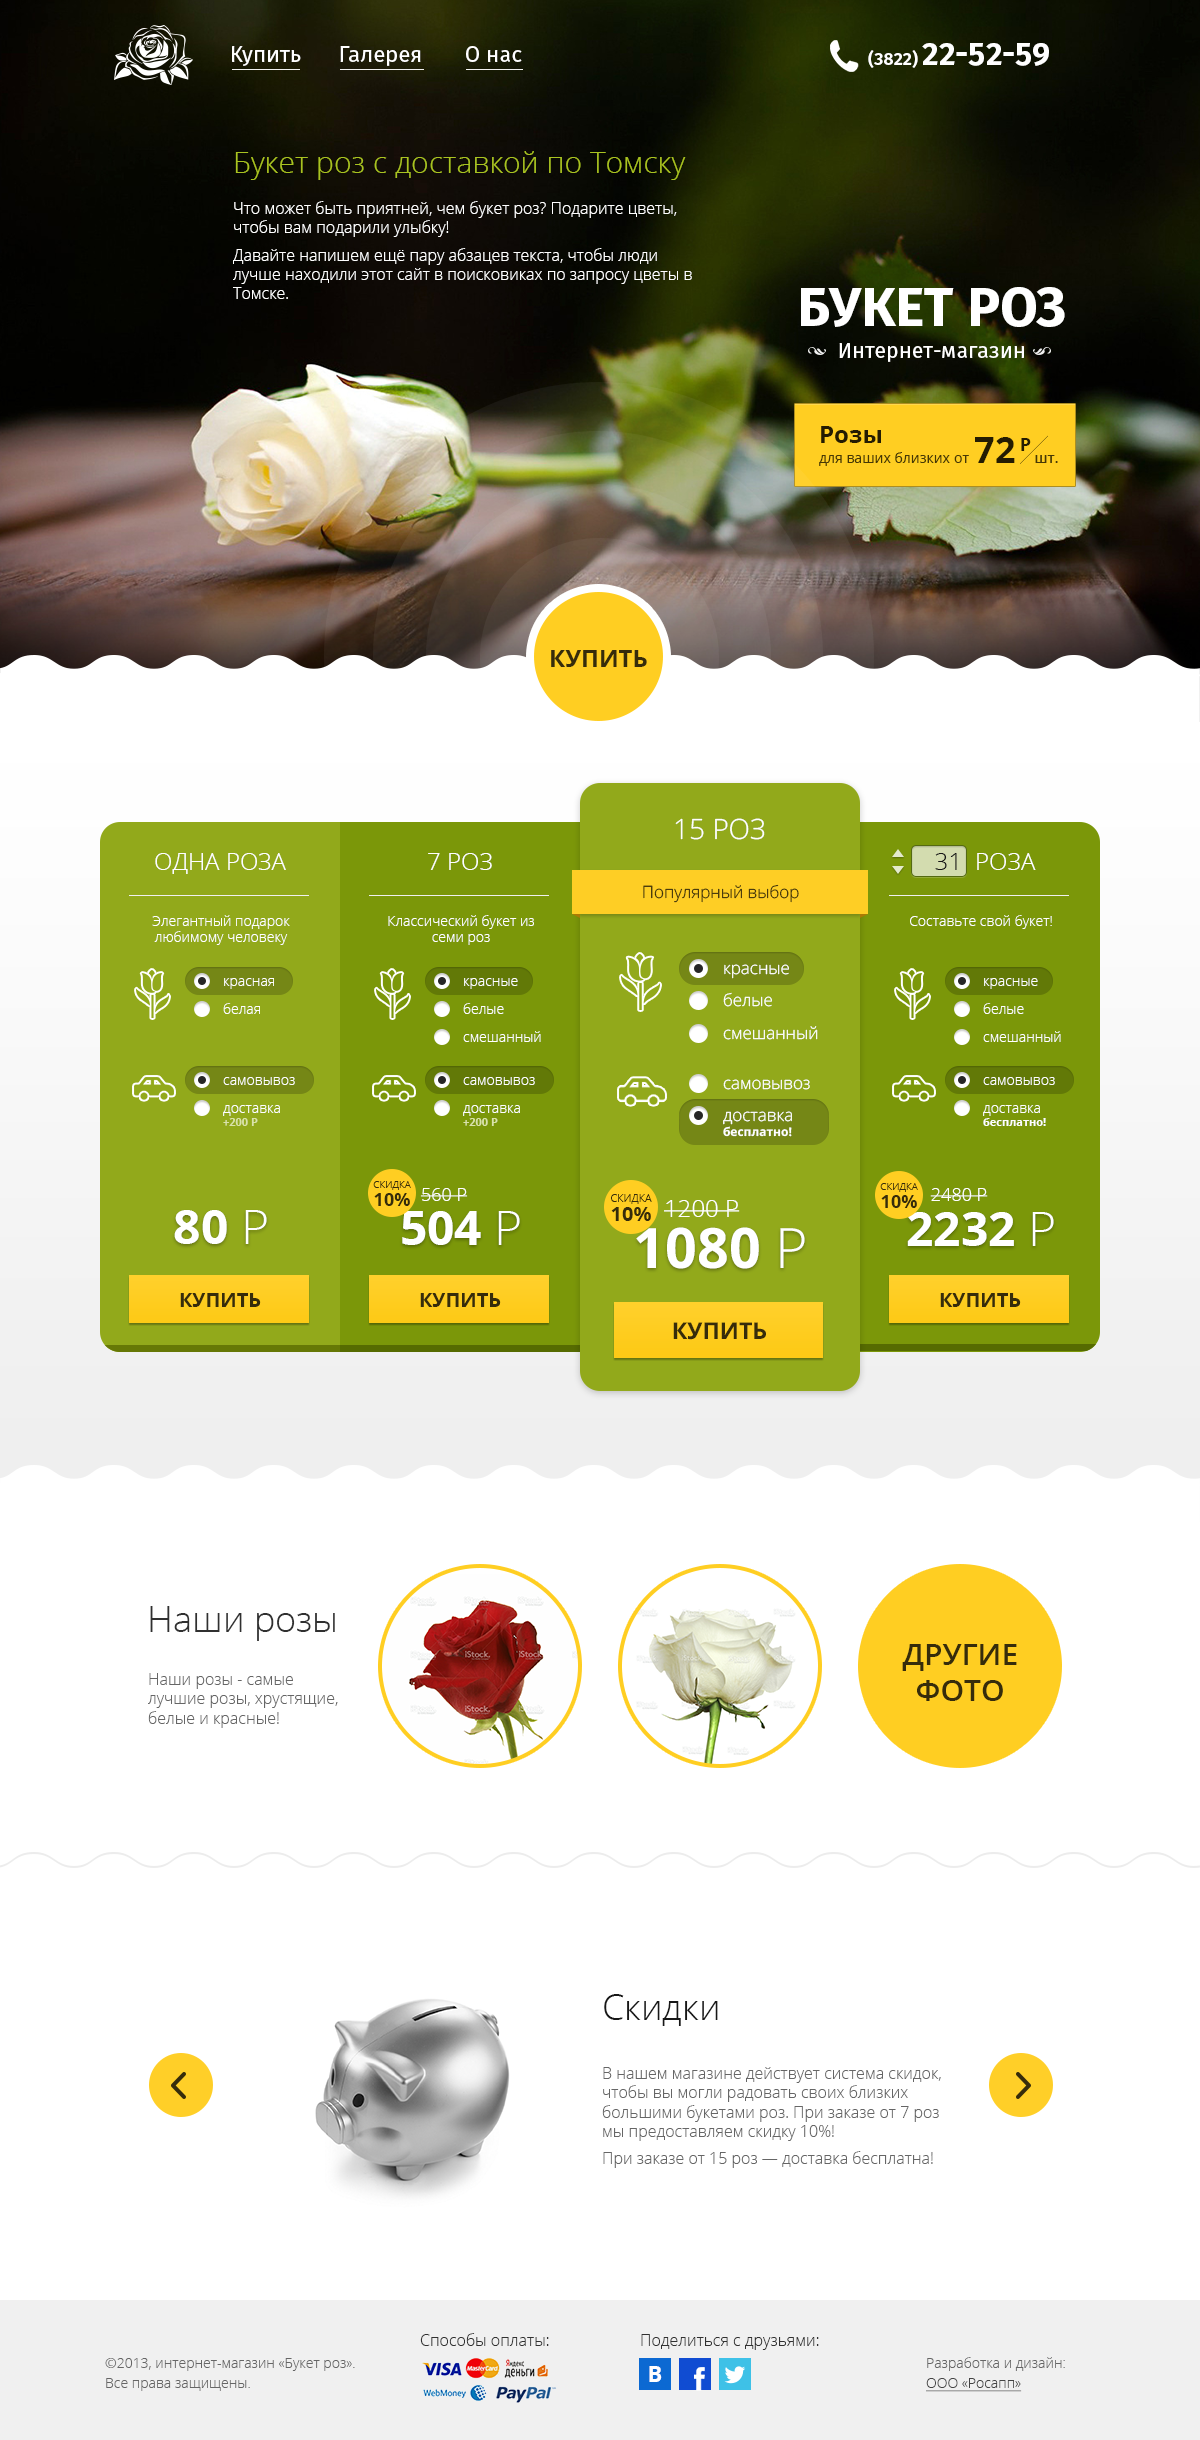 Купить
Галерея
О нас
(3822) 22-52-59
Букет роз с доставкой по Томску
Что может быть приятней, чем букет роз? Подарите цветы,
чтобы вам подарили улыбку!
Давайте напишем ещё пару абзацев текста, чтобы люди
лучше находили этот сайт в поисковиках по запросу цветы в
Томске.
БУКЕТ РОЗ
Интернет-магазин
Розы
для ваших близких от 72 Р/шт.
КУПИТЬ
ОДНА РОЗА
Элегантный подарок
любимому человеку
красная
белая
самовывоз
доставка
+200 Р
80 Р
КУПИТЬ
7 РОЗ
Классический букет из
семи роз
красные
белые
смешанный
самовывоз
доставка
+200 Р
СКИДКА
10%
560 Р
504 Р
КУПИТЬ
15 РОЗ
Популярный выбор
красные
белые
смешанный
самовывоз
доставка
бесплатно!
СКИДКА
10%
1200 Р
1080 Р
КУПИТЬ
31 РОЗА
Составьте свой букет!
красные
белые
смешанный
самовывоз
доставка
бесплатно!
СКИДКА
10%
2480 Р
2232 Р
КУПИТЬ
Наши розы
Наши розы - самые
лучшие розы, хрустящие,
белые и красные!
iStock
iStock
ДРУГИЕ
ФОТО
Скидки
В нашем магазине действует система скидок,
чтобы вы могли радовать своих близких
большими букетами роз. При заказе от 7 роз
мы предоставляем скидку 10%!
При заказе от 15 роз — доставка бесплатна!
©2013, интернет-магазин «Букет роз».
Все права защищены.
Способы оплаты:
VISA
MasterCard
Яндекс
деньги
WebMoney
PayPal
Поделиться с друзьями:
В
f
Разработка и дизайн:
ООО «Росапп»